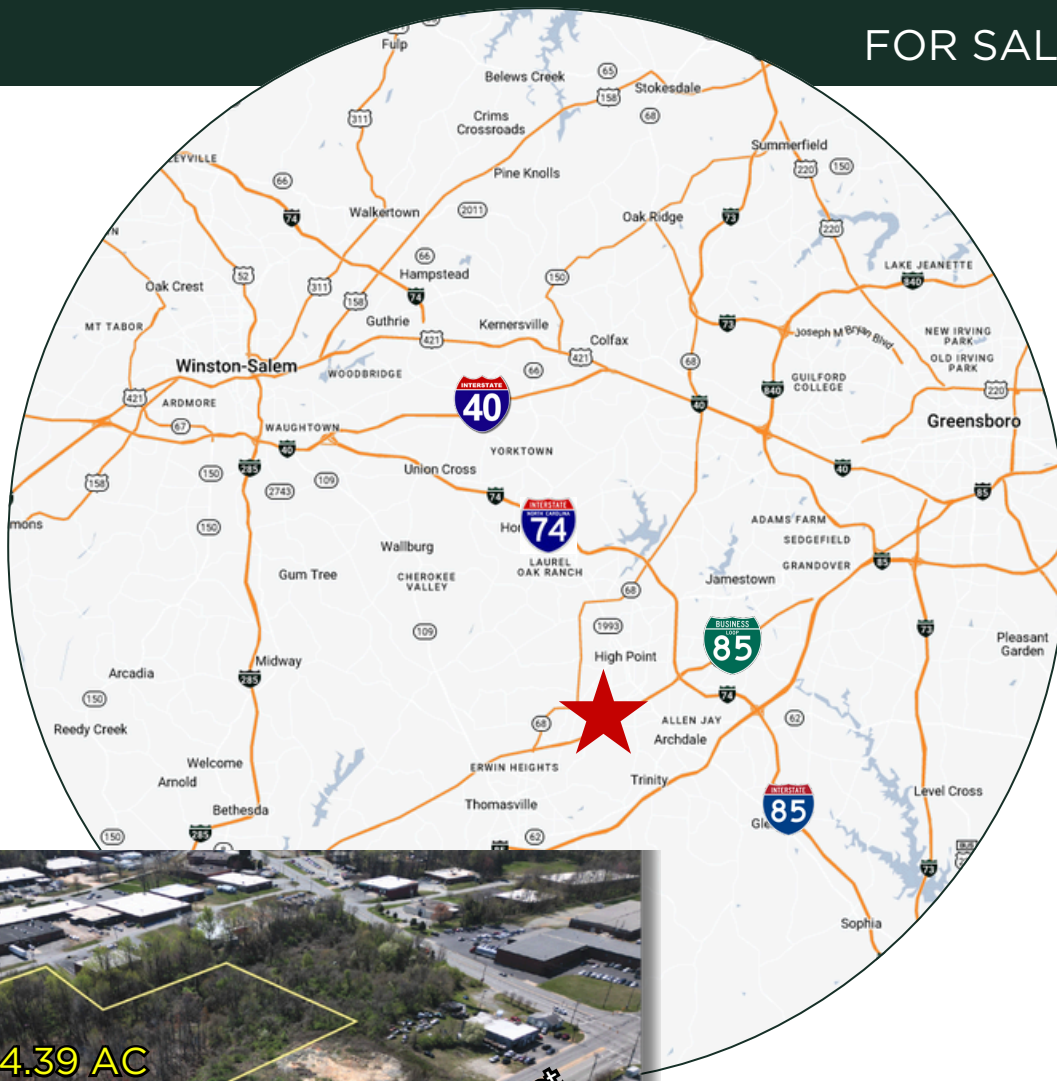 FOR SAL
Fulp
Belews Creek
65
158
Stokesdale
68
311
Crims
Crossroads
Summerfield
220
150
EYVILLE
66
Pine Knolls
74
Walkertown
2011
Oak Ridge
73
220
N
66
Hampstead
LAKE JEANETTE
840
52
150
Oak Crest
311
158
74
Guthrie
Kernersville
73
MT TABOR
421
Colfax
Joseph M Bryan Blvd
NEW IRVING
PARK
421
OLD IRVING
PARK
Winston-Salem
WOODBRIDGE
66
68
GUILFORD
COLLEGE
840
220
421
ARDMORE
INTERSTATE
40
40
67
WAUGHTOWN
Greensboro
40
YORKTOWN
285
150
Union Cross
40
158
109
2743
74
85
mons
150
INTERSTATE
NORTH CAROLINA
74
Hor
ADAMS FARM
SEDGEFIELD
Wallburg
LAUREL
OAK RANCH
GRANDOVER
85
Gum Tree
CHEROKEE
VALLEY
Jamestown
68
109
1993
BUSINESS
LOOP
85
73
High Point
Pleasant
Garden
Midway
Arcadia
285
150
74
68
ALLEN JAY
62
Reedy Creek
Archdale
ERWIN HEIGHTS
Welcome
Arnold
Trinity
INTERSTATE
85
Level Cross
Bethesda
Thomasville
Gle
285
150
62
85
BUS
73
Sophia
4.39 AC